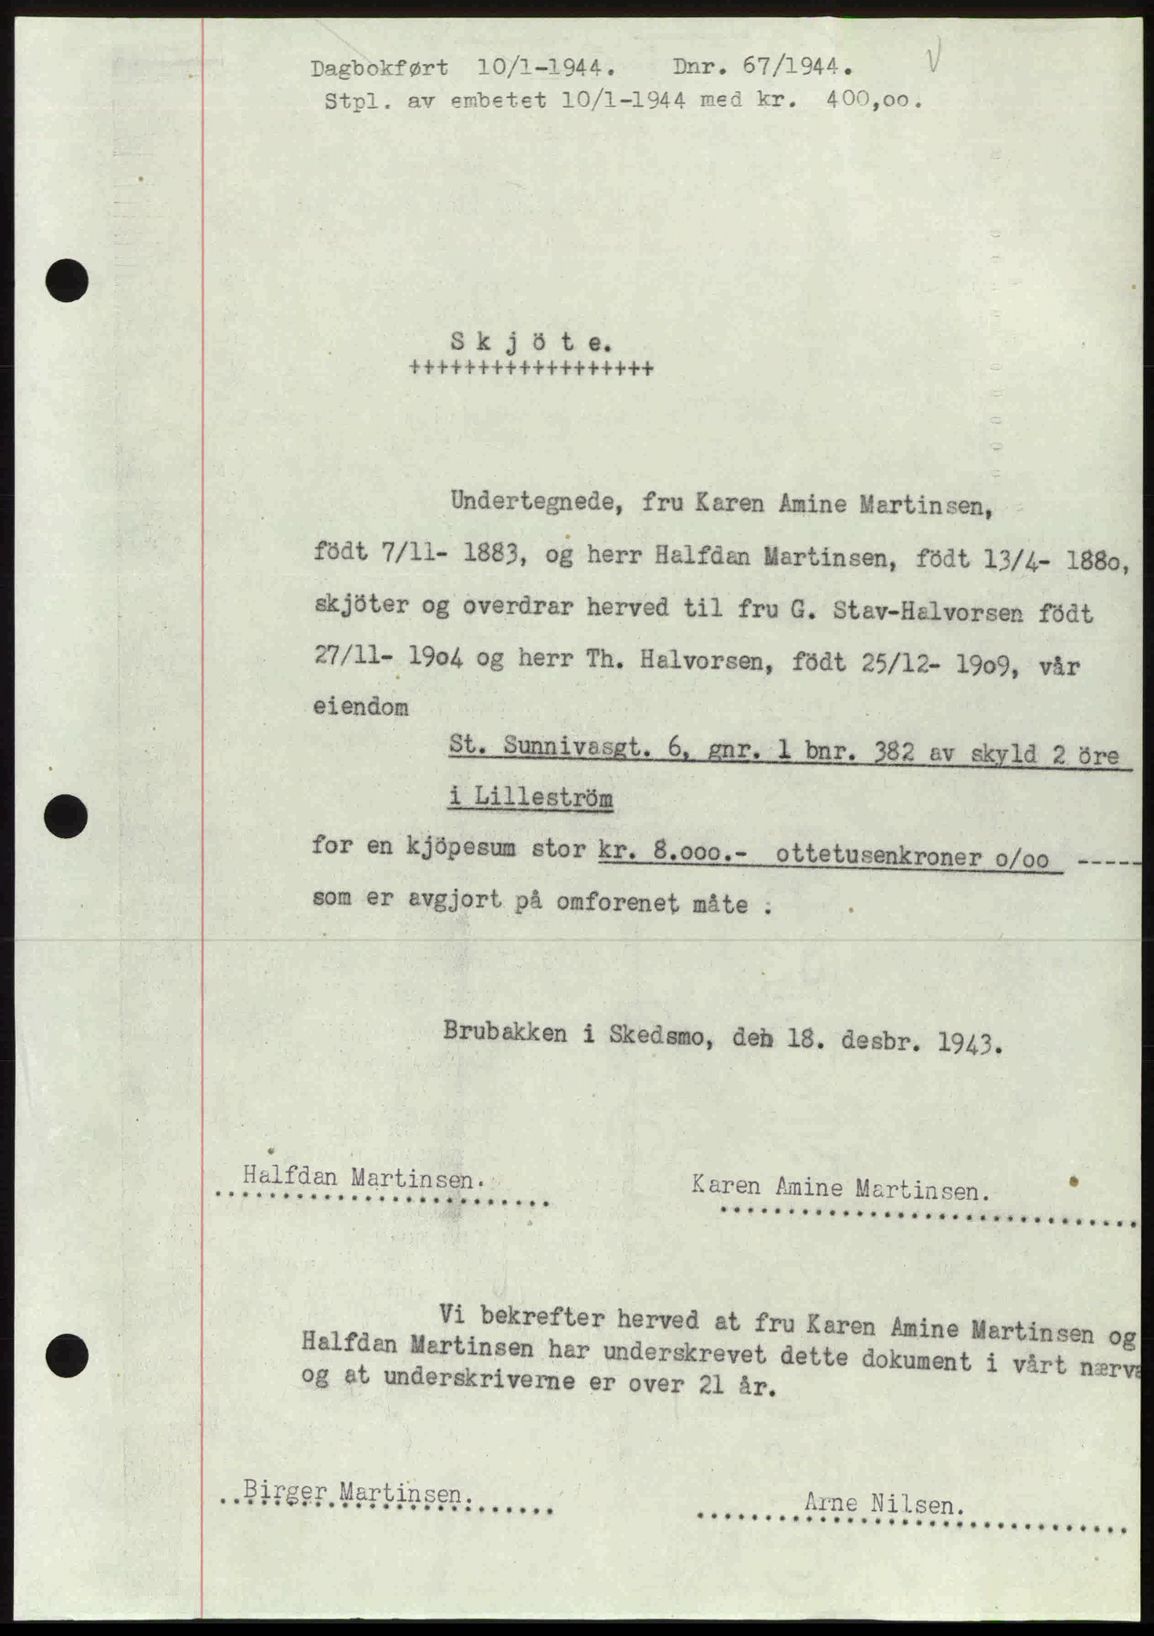 Dagbokført 10/1-1944. Dnr. 67/1944. V
Stpl. av embetet 10/1-1944 med kr. 400,oo.
S k j ö t e.
++++++++++++++++++
Undertegnede, fru Karen Amine Martinsen,
födt 7/11- 1883, og herr Halfdan Martinsen, födt 13/4- 188o,
skjöter og overdrar herved til fru G. Stav-Halvorsen födt
27/11- 19o4 og herr Th. Halvorsen, födt 25/12- 19o9, vår
eiendom
St. Sunnivasgt. 6, gnr. 1 bnr. 382 av skyld 2 öre
i Lilleström
for en kjöpesum stor kr. 8.ooo.- ottetusenkroner o/oo -----
som er avgjort på omforenet måte :
Brubakken i Skedsmo, den 18. desbr. 1943.
Halfdan Martinsen.
Karen Amine Martinsen.
Vi bekrefter herved at fru Karen Amine Martinsen og
Halfdan Martinsen har underskrevet dette dokument i vårt nærvæ
og at underskriverne er over 21 år.
Birger Martinsen.
Arne Nilsen.